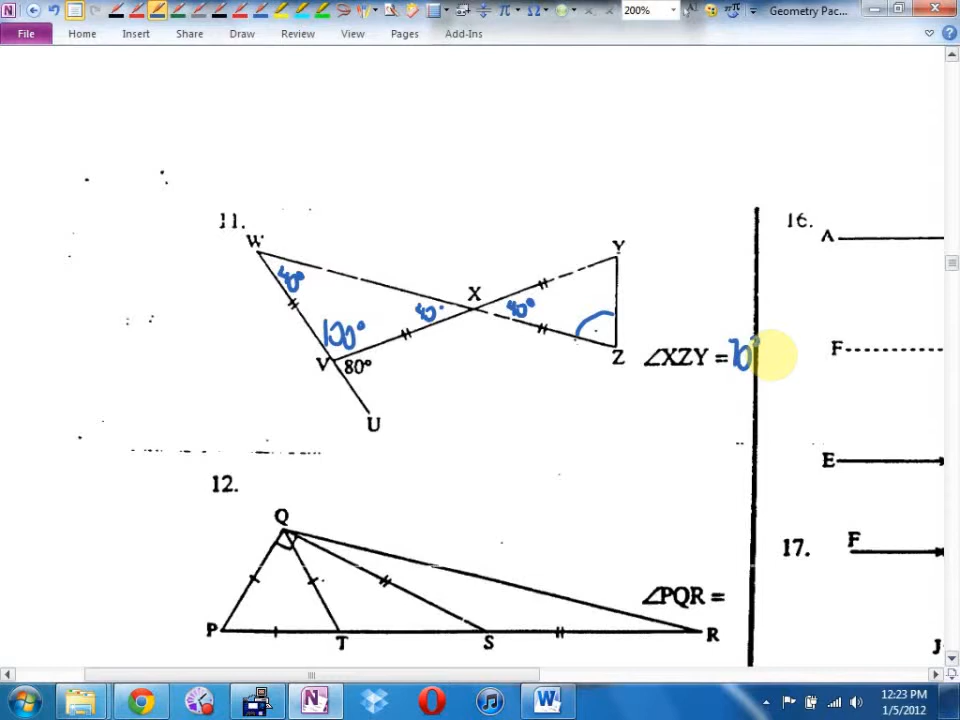 200%
Geometry Pac...
File Home Insert Share Draw Review View Pages Add-Ins
11.
W
40°
X
40°
40°
Y
100°
V 80°
Z
∠XZY = 70°
U
12.
Q
P T S R
∠PQR =
16.
A
F
E
17. F
J
12:23 PM
1/5/2012